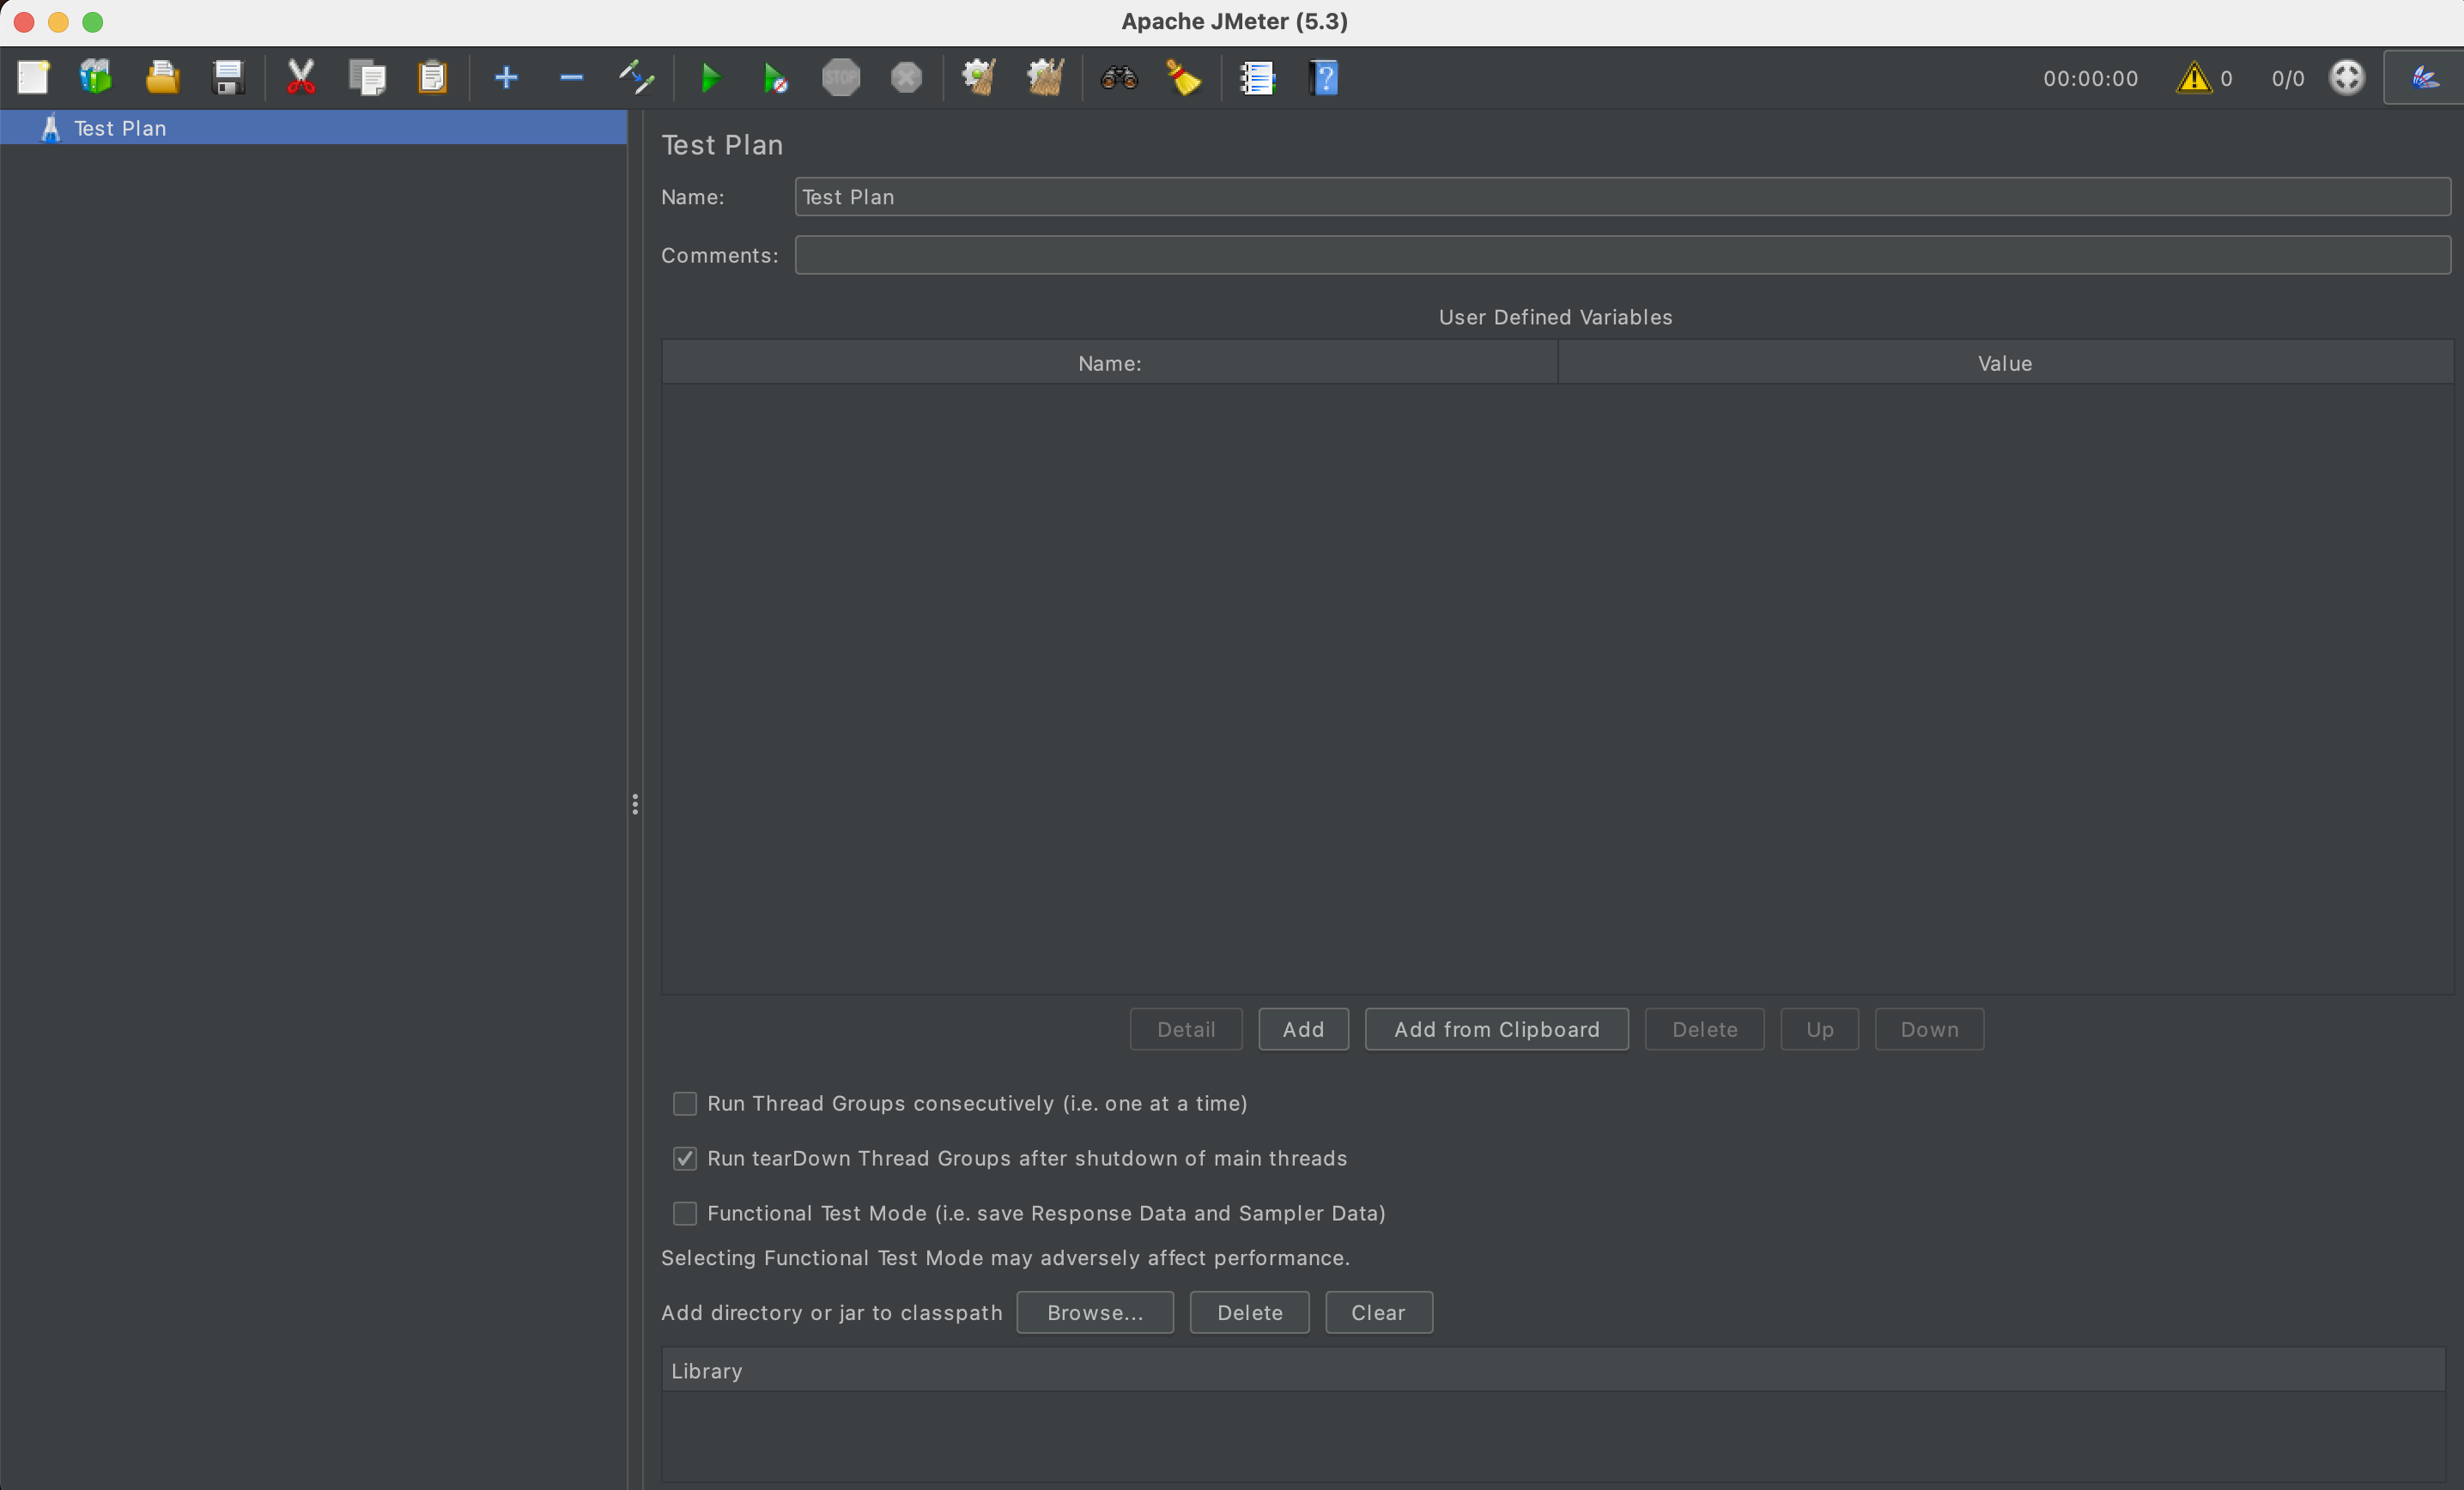 Apache JMeter (5.3)
STOP
?
00:00:00
0
0/0
Test Plan
Test Plan
Name:
Test Plan
Comments:
User Defined Variables
Name:
Value
Detail
Add
Add from Clipboard
Delete
Up
Down
Run Thread Groups consecutively (i.e. one at a time)
Run tearDown Thread Groups after shutdown of main threads
Functional Test Mode (i.e. save Response Data and Sampler Data)
Selecting Functional Test Mode may adversely affect performance.
Add directory or jar to classpath
Browse...
Delete
Clear
Library